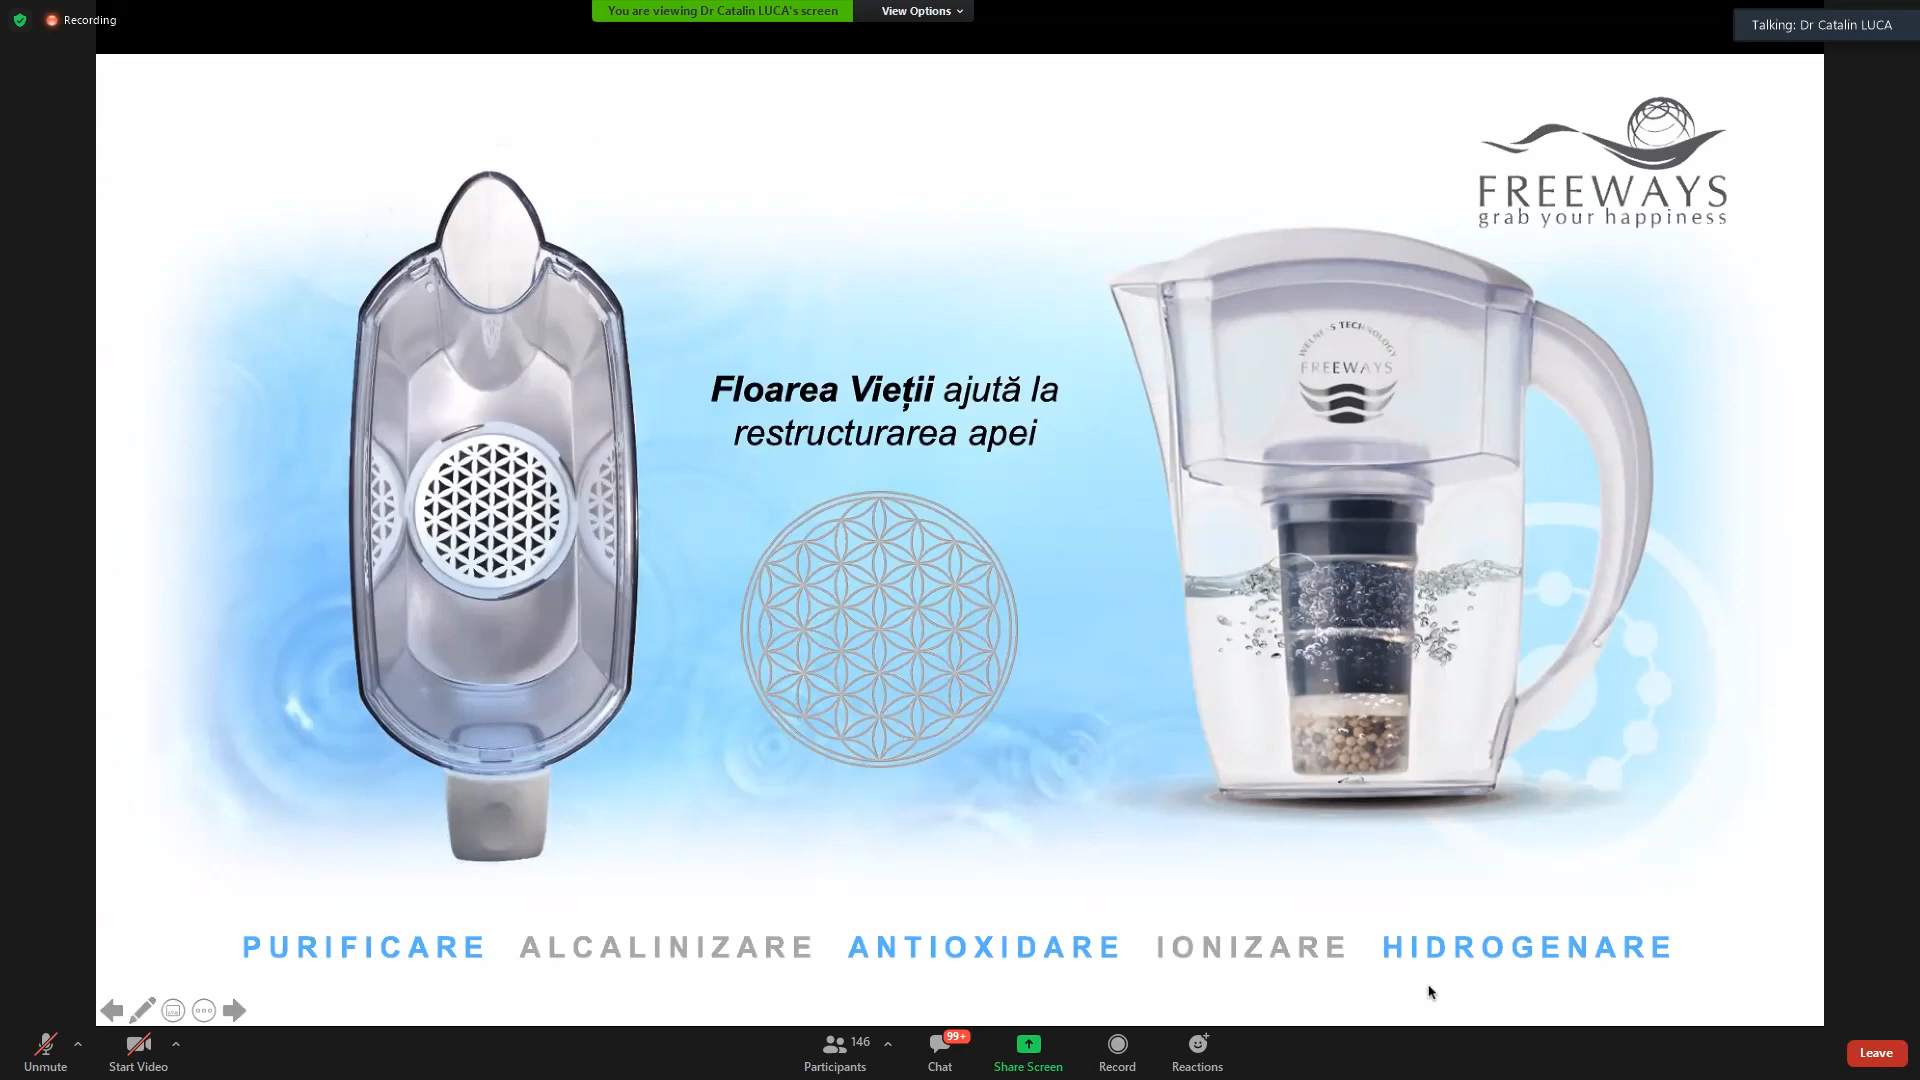 Recording
You are viewing Dr Catalin LUCA's screen
View Options
Talking: Dr Catalin LUCA
FREEWAYS
grab your happiness
Floarea Vieții ajută la
restructurarea apei
TECHNOLOGY
FREEWAYS
PURIFICARE ALCALINIZARE ANTIOXIDARE IONIZARE HIDROGENARE
Unmute
Start Video
146
Participants
99+
Chat
Share Screen
Record
Reactions
Leave